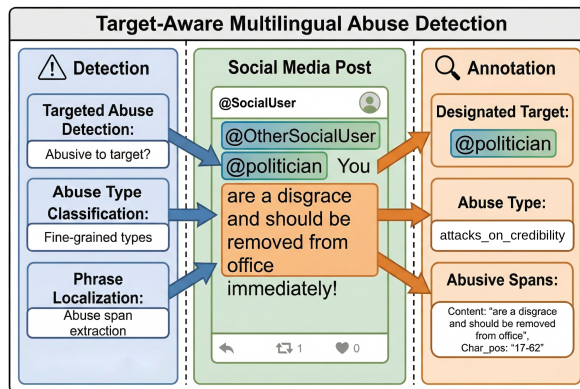 Target-Aware Multilingual Abuse Detection
Detection
Targeted Abuse
Detection:
Abusive to target?
Abuse Type
Classification:
Fine-grained types
Phrase
Localization:
Abuse span
extraction
Social Media Post
@SocialUser
@OtherSocialUser
@politician You
are a disgrace
and should be
removed from
office
immediately!
1
0
Annotation
Designated Target:
@politician
Abuse Type:
attacks_on_credibility
Abusive Spans:
Content: “are a disgrace
and should be removed
from office”,
Char_pos: “17-62”